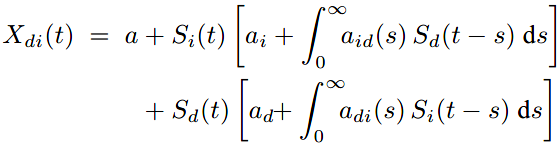 X_{di}(t) = a + S_i(t) [ a_i + ∫_0^∞ a_{id}(s) S_d(t − s) ds ]
+ S_d(t) [ a_d + ∫_0^∞ a_{di}(s) S_i(t − s) ds ]